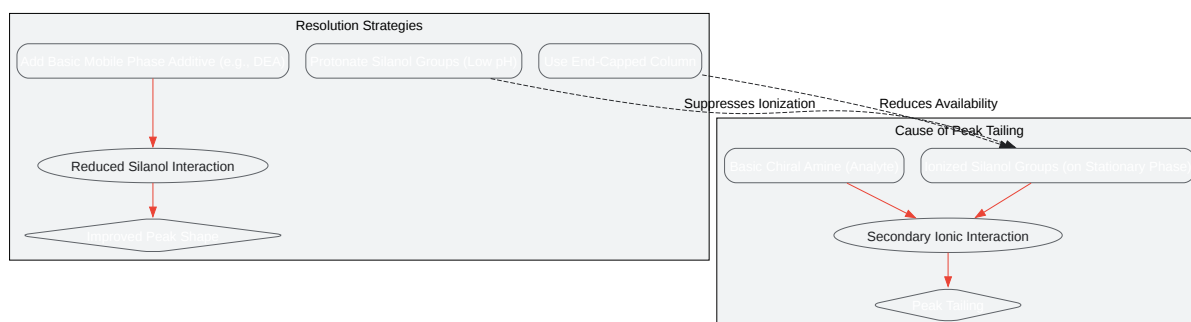 Resolution Strategies
Add Basic Mobile Phase Additive (e.g., DEA)
Protonate Silanol Groups (Low pH)
Use End-Capped Column
Suppresses Ionization
Reduces Availability
Reduced Silanol Interaction
Improved Peak Shape
Cause of Peak Tailing
Basic Chiral Amine (Analyte)
Ionized Silanol Groups (on Stationary Phase)
Secondary Ionic Interaction
Peak Tailing